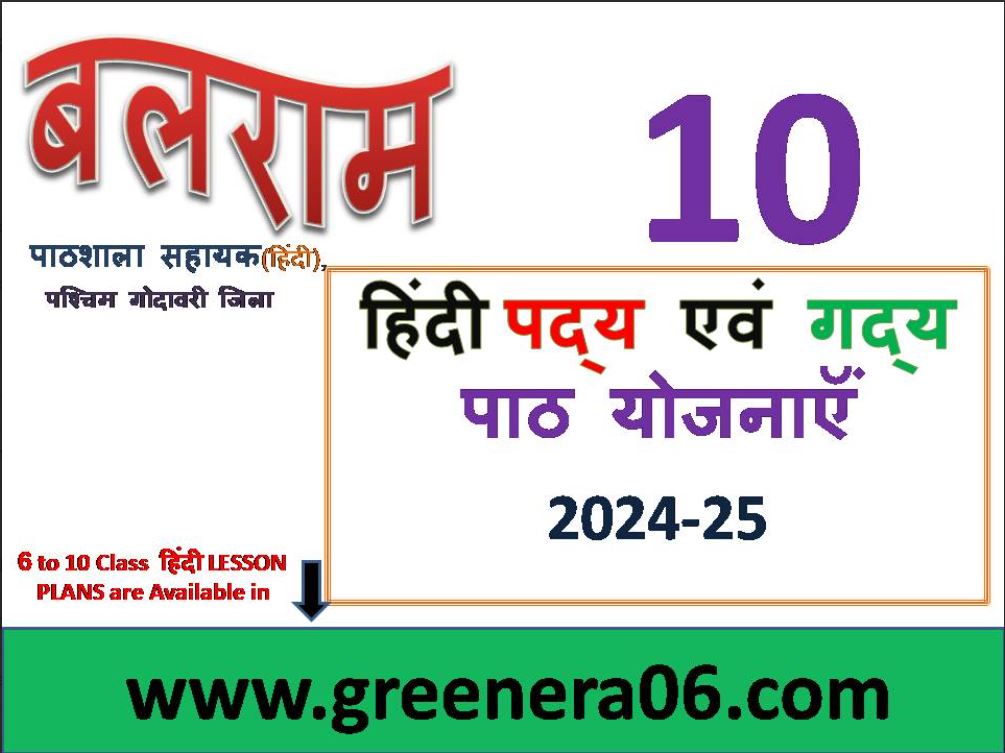 बलराम
10
पाठशाला सहायक(हिंदी),
पश्चिम गोदावरी जिला
हिंदी पद्य एवं गद्य
पाठ योजनाएँ
2024-25
6 to 10 Class हिंदी LESSON
PLANS are Available in
www.greenera06.com